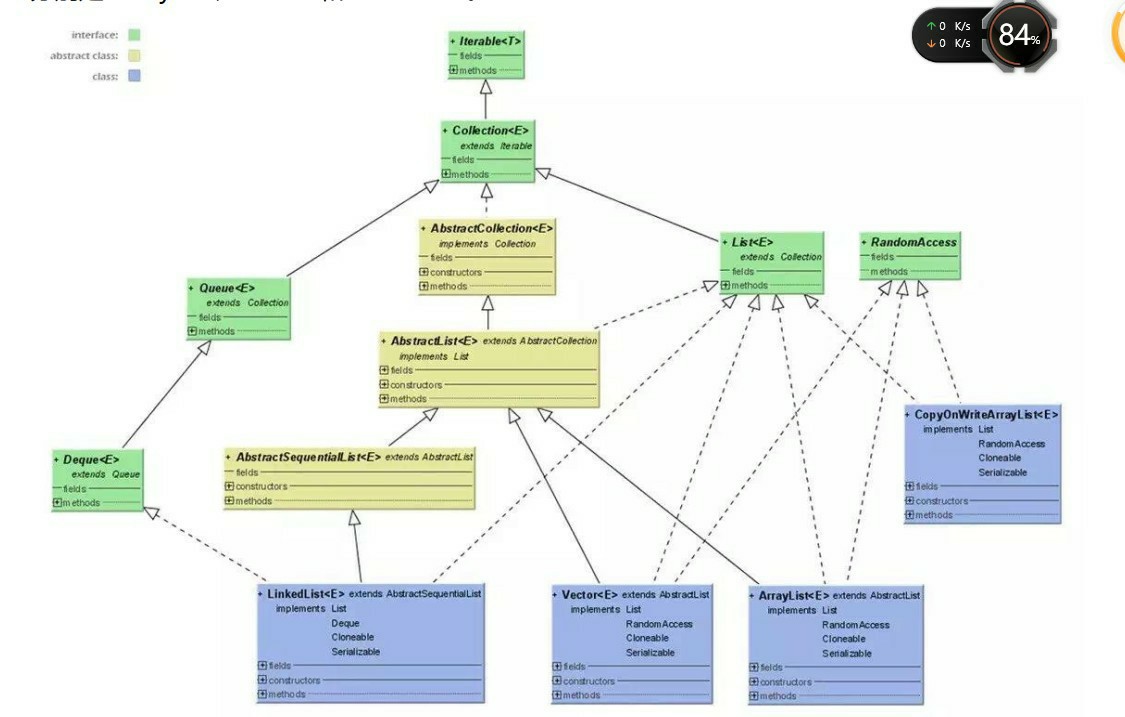 interface:
abstract class:
class:
↑0 K/s
↓0 K/s
84%
+ Iterable<T>
fields
methods
+ Collection<E>
extends Iterable
fields
methods
+ AbstractCollection<E>
implements Collection
fields
constructors
methods
+ List<E>
extends Collection
fields
methods
+ RandomAccess
fields
methods
+ Queue<E>
extends Collection
fields
methods
+ AbstractList<E> extends AbstractCollection
implements List
fields
constructors
methods
+ CopyOnWriteArrayList<E>
implements List
RandomAccess
Cloneable
Serializable
fields
constructors
methods
+ Deque<E>
extends Queue
fields
methods
+ AbstractSequentialList<E> extends AbstractList
fields
constructors
methods
+ LinkedList<E> extends AbstractSequentialList
implements List
Deque
Cloneable
Serializable
fields
constructors
methods
+ Vector<E> extends AbstractList
implements List
RandomAccess
Cloneable
Serializable
fields
constructors
methods
+ ArrayList<E> extends AbstractList
implements List
RandomAccess
Cloneable
Serializable
fields
constructors
methods